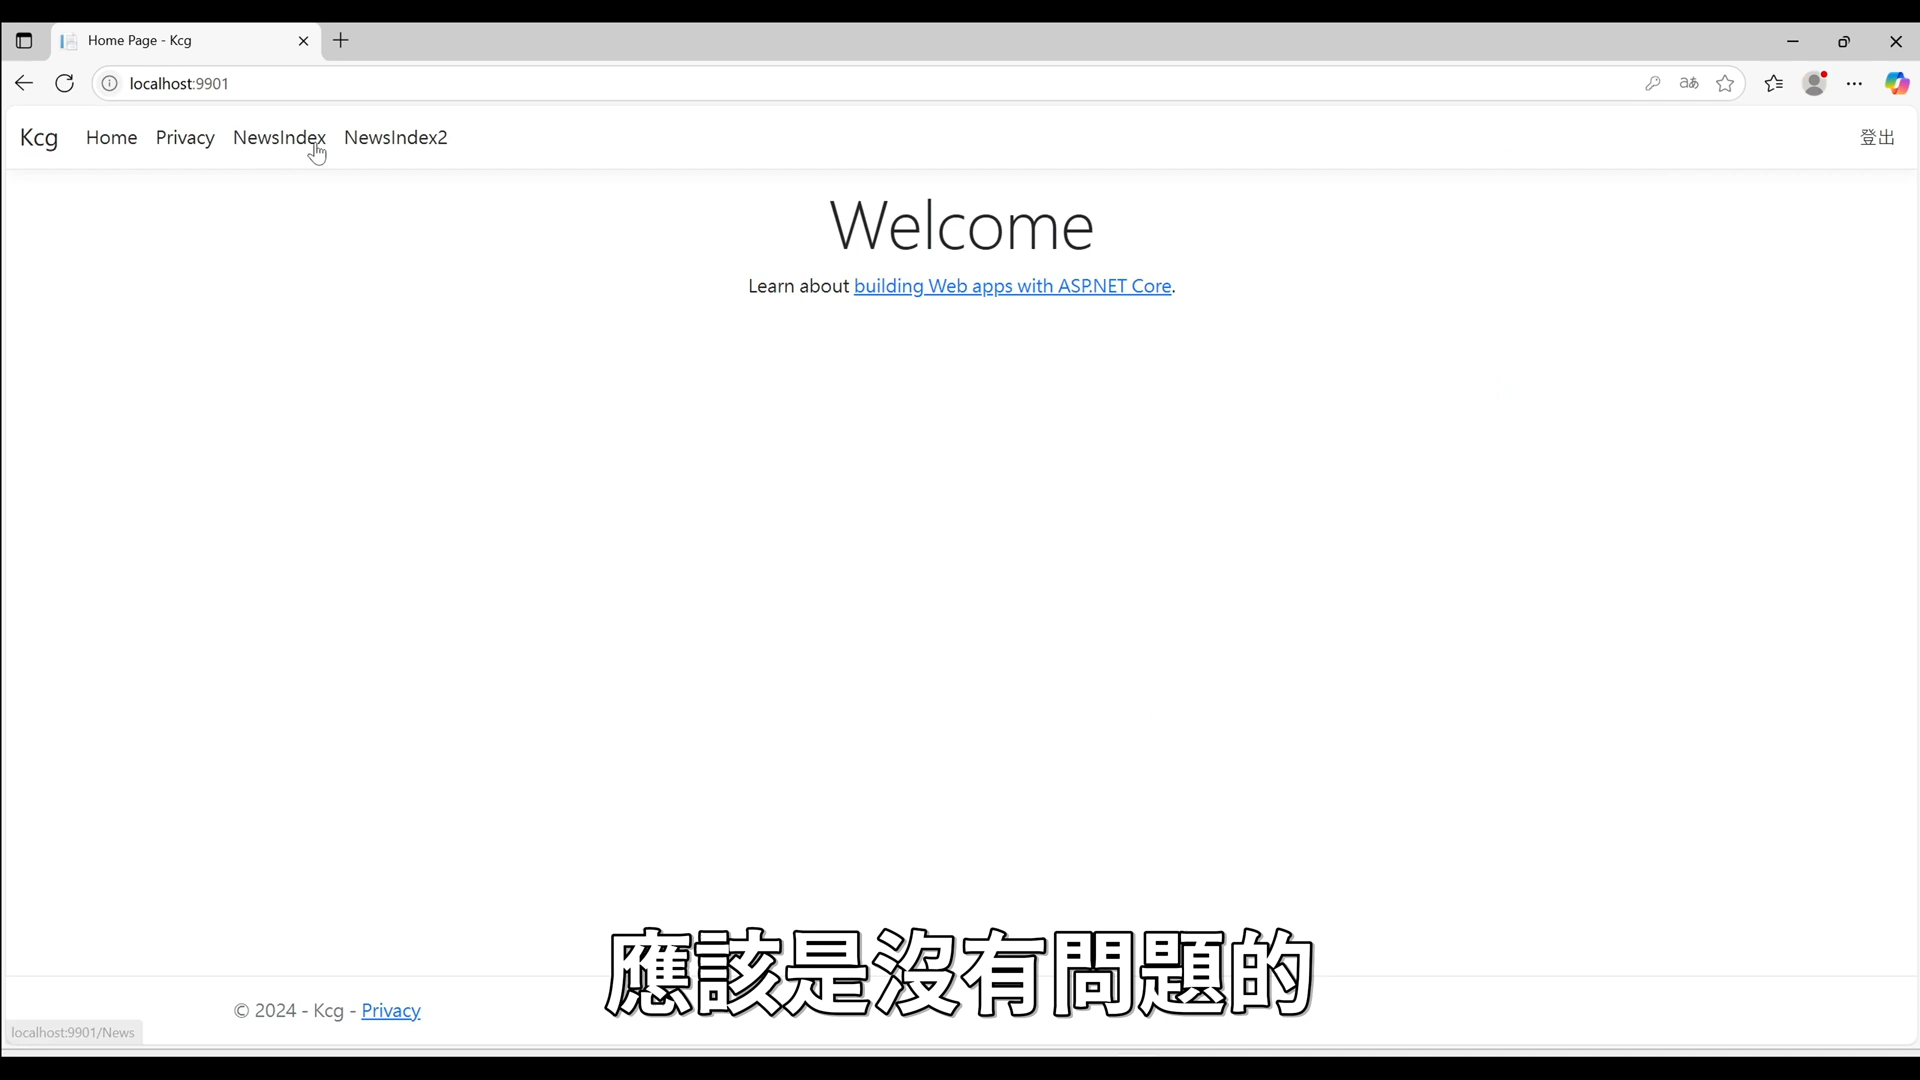 Home Page - Kcg
localhost:9901
Kcg Home Privacy NewsIndex NewsIndex2 登出
Welcome
Learn about building Web apps with ASP.NET Core.
應該是沒有問題的
© 2024 - Kcg - Privacy
localhost:9901/News